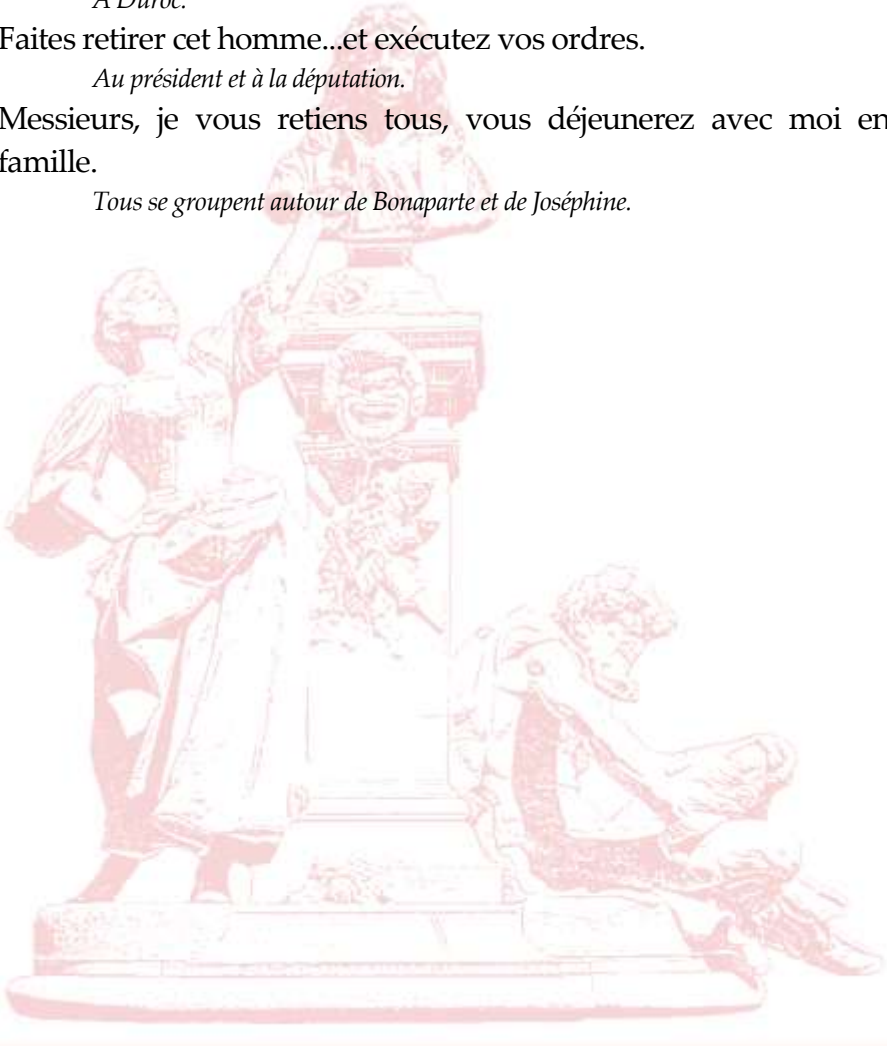 À Duroc.
Faites retirer cet homme...et exécutez vos ordres.
Au président et à la députation.
Messieurs, je vous retiens tous, vous déjeunerez avec moi en
famille.
Tous se groupent autour de Bonaparte et de Joséphine.